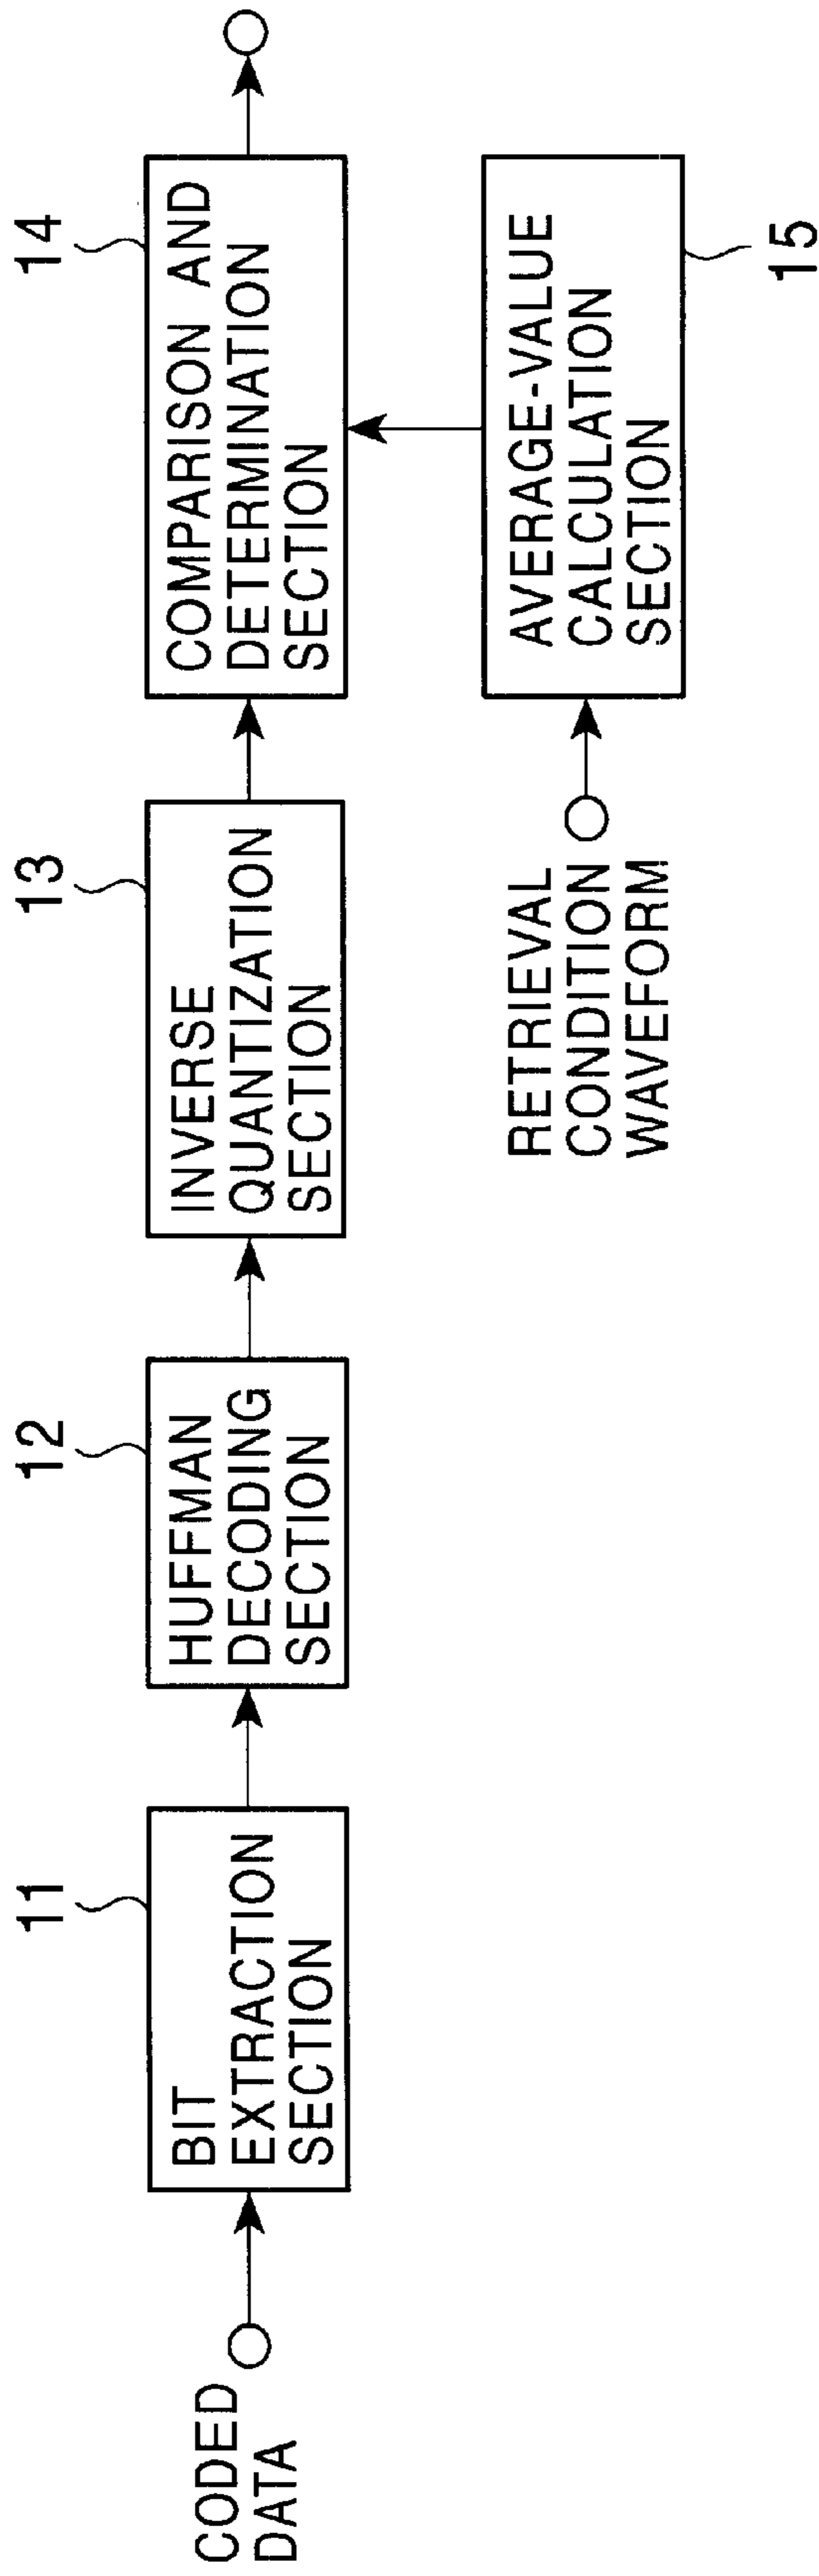 CODED
DATA
11
BIT
EXTRACTION
SECTION
12
HUFFMAN
DECODING
SECTION
13
INVERSE
QUANTIZATION
SECTION
14
COMPARISON AND
DETERMINATION
SECTION
RETRIEVAL
CONDITION
WAVEFORM
AVERAGE-VALUE
CALCULATION
SECTION
15